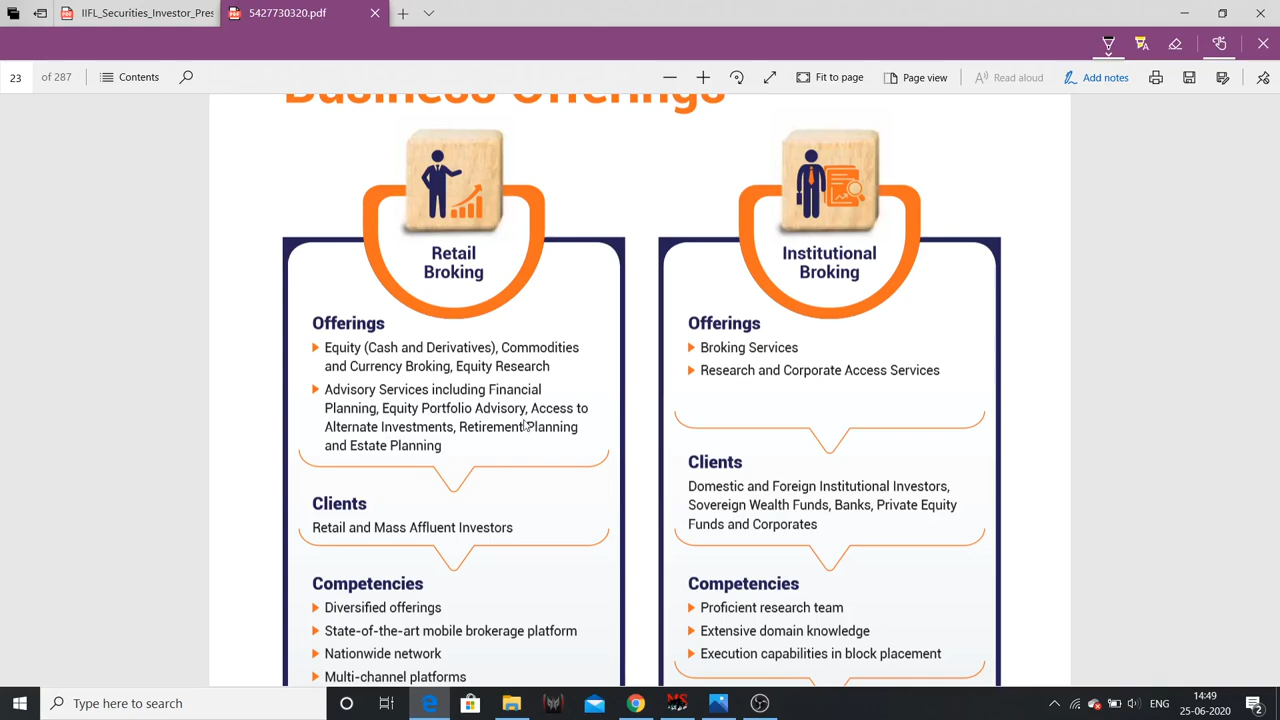 IIFL_Securities_Investor_Pres
5427730320.pdf
23
of 287
Contents
Fit to page
Page view
Read aloud
Add notes
Business Offerings
Retail
Broking
Offerings
Equity (Cash and Derivatives), Commodities
and Currency Broking, Equity Research
Advisory Services including Financial
Planning, Equity Portfolio Advisory, Access to
Alternate Investments, Retirement Planning
and Estate Planning
Clients
Retail and Mass Affluent Investors
Competencies
Diversified offerings
State-of-the-art mobile brokerage platform
Nationwide network
Multi-channel platforms
Institutional
Broking
Offerings
Broking Services
Research and Corporate Access Services
Clients
Domestic and Foreign Institutional Investors,
Sovereign Wealth Funds, Banks, Private Equity
Funds and Corporates
Competencies
Proficient research team
Extensive domain knowledge
Execution capabilities in block placement
Type here to search
ENG
14:49
25-06-2020
2